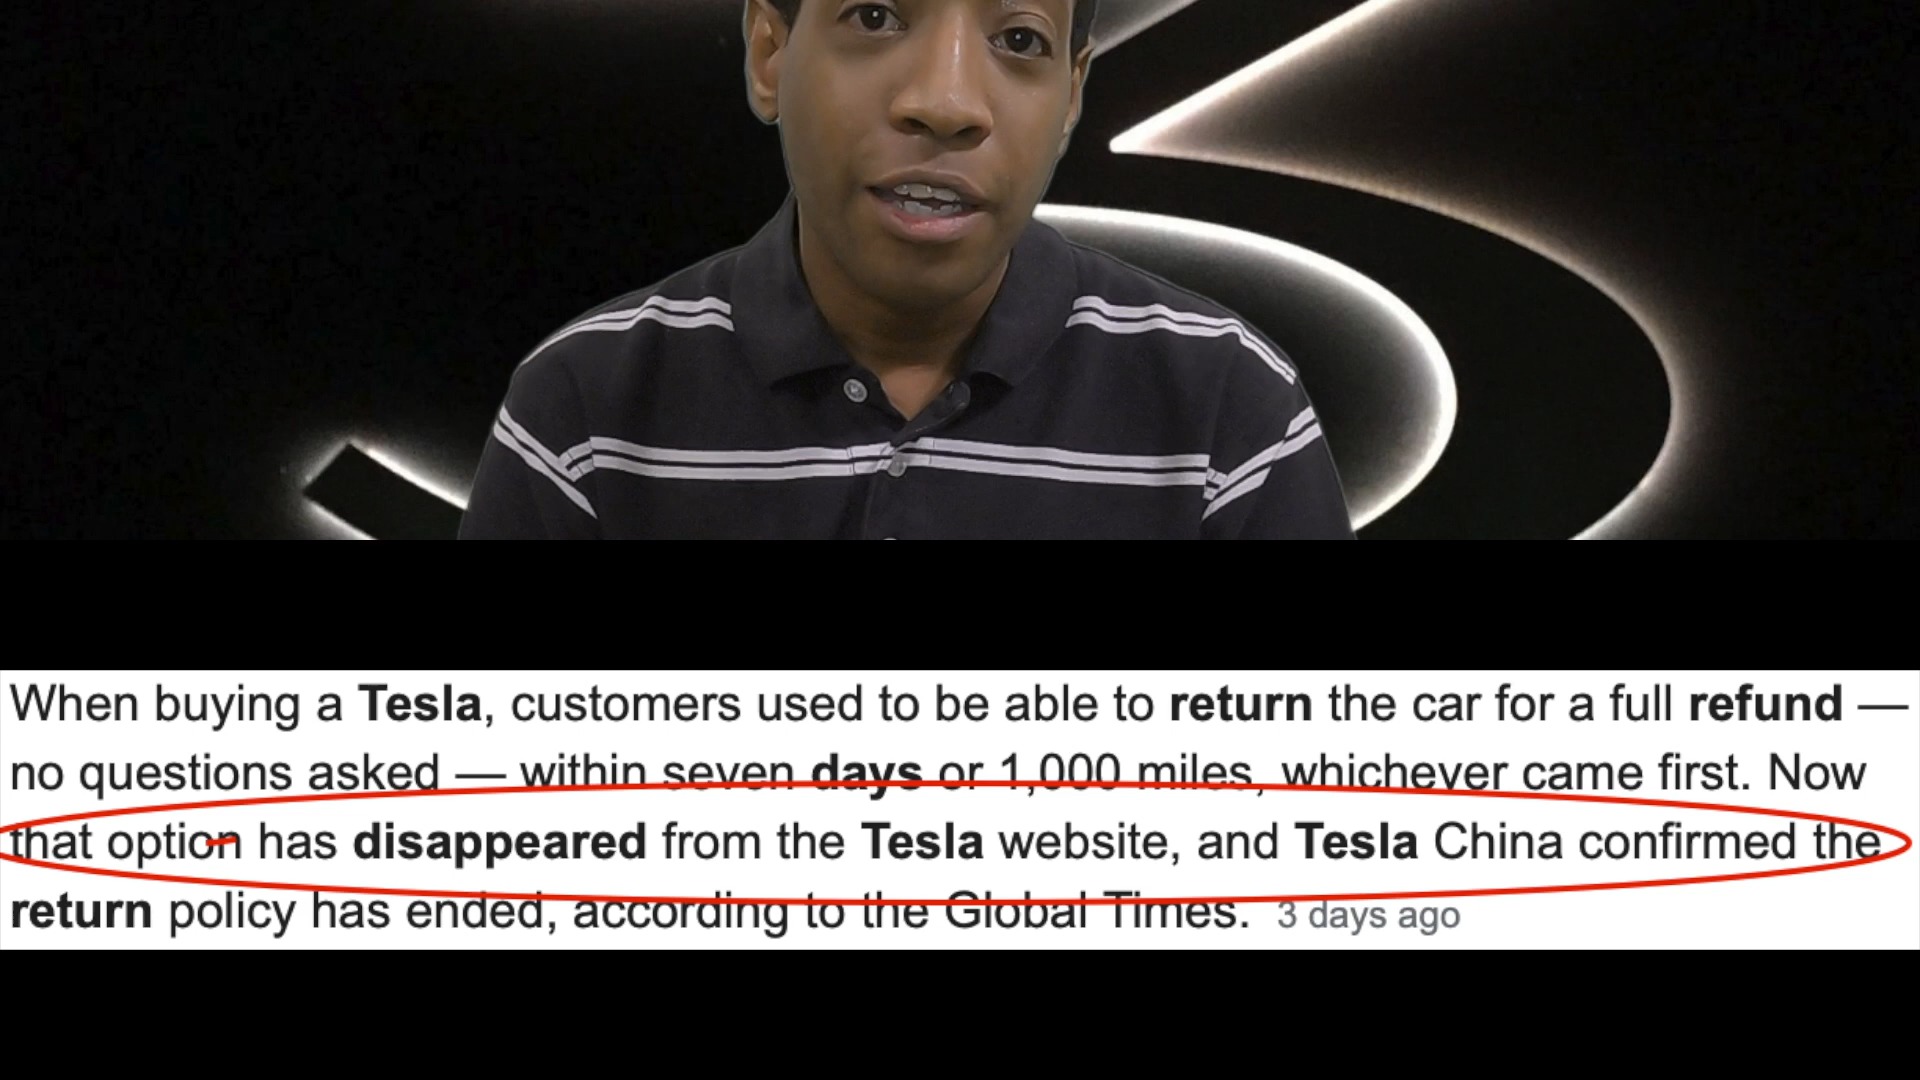 When buying a Tesla, customers used to be able to return the car for a full refund —
no questions asked — within seven days or 1,000 miles, whichever came first. Now
that option has disappeared from the Tesla website, and Tesla China confirmed the
return policy has ended, according to the Global Times. 3 days ago